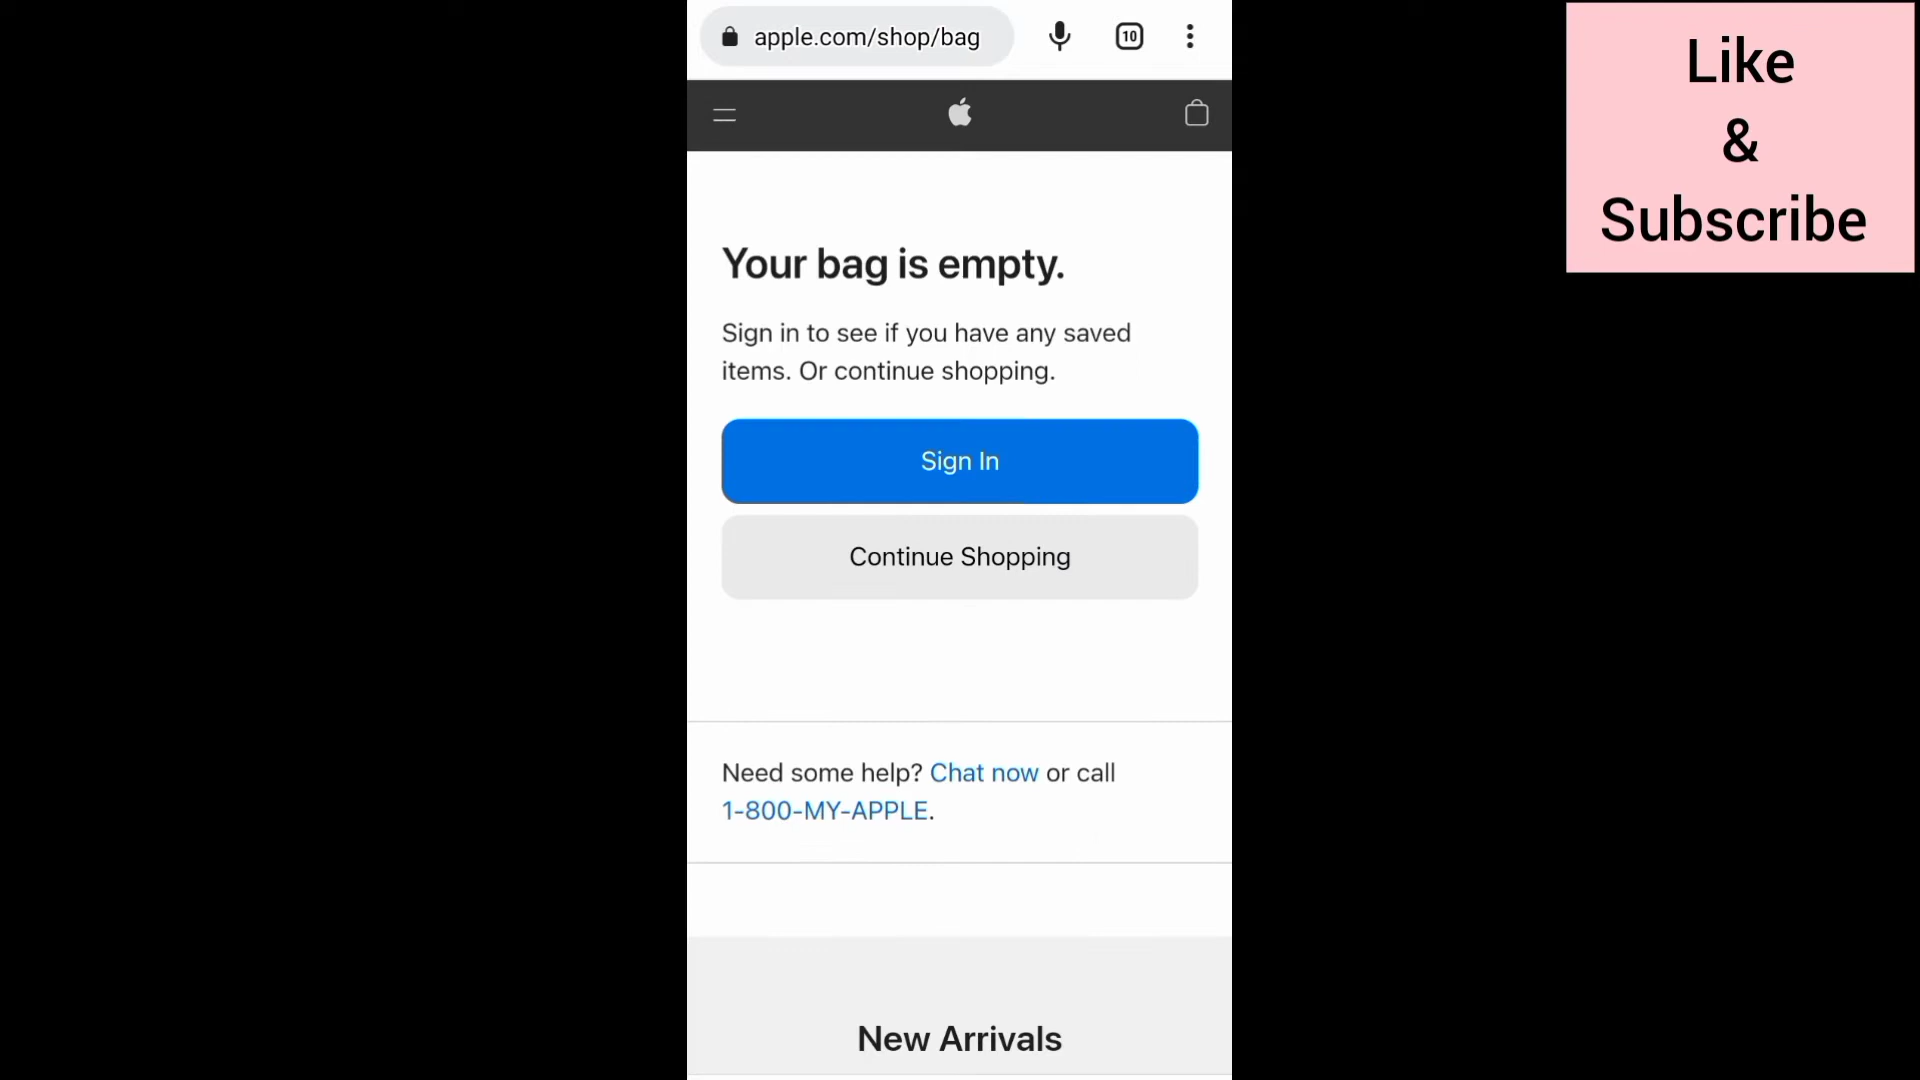 apple.com/shop/bag
10
Your bag is empty.
Sign in to see if you have any saved
items. Or continue shopping.
Sign In
Continue Shopping
Need some help? Chat now or call
1-800-MY-APPLE.
New Arrivals
Like
&
Subscribe